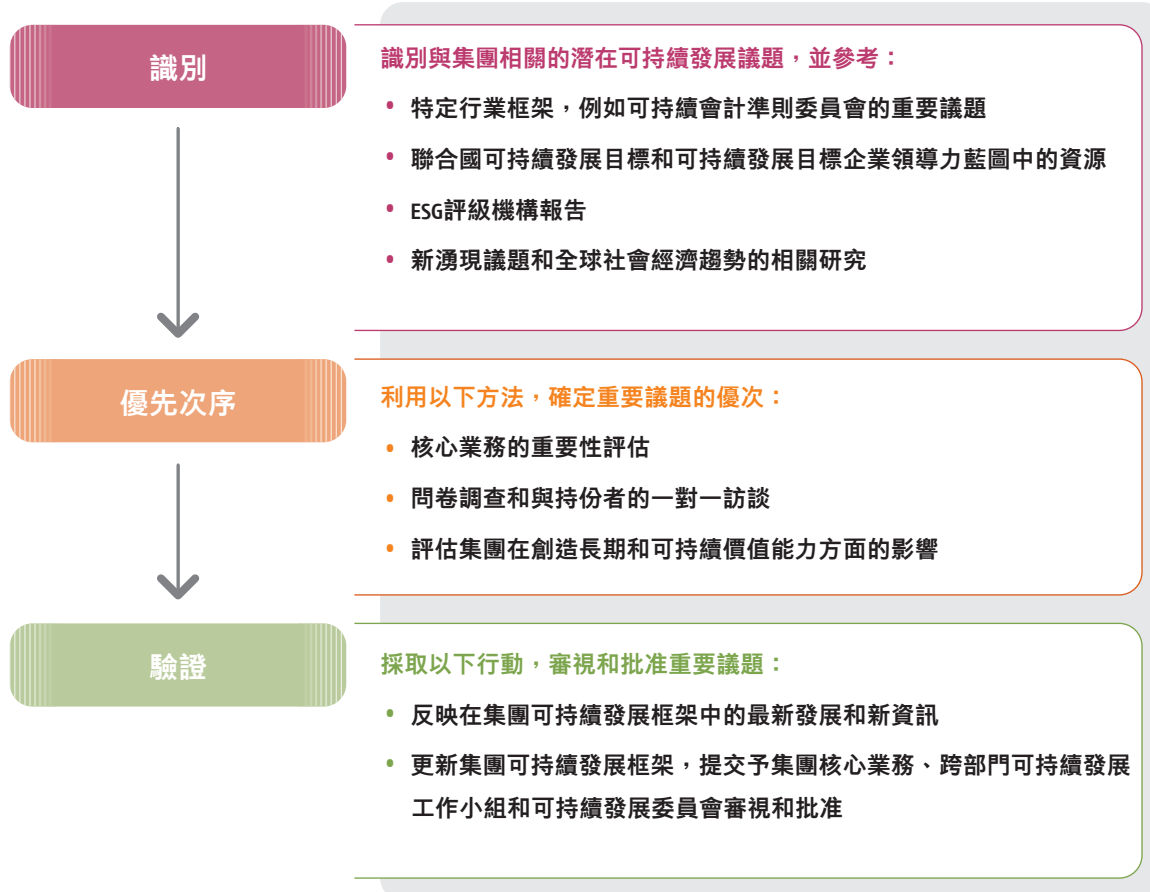 識別
識別與集團相關的潛在可持續發展議題，並參考：
• 特定行業框架，例如可持續會計準則委員會的重要議題
• 聯合國可持續發展目標和可持續發展目標企業領導力藍圖中的資源
• ESG評級機構報告
• 新湧現議題和全球社會經濟趨勢的相關研究
優先次序
利用以下方法，確定重要議題的優次：
• 核心業務的重要性評估
• 問卷調查和與持份者的一對一訪談
• 評估集團在創造長期和可持續價值能力方面的影響
驗證
採取以下行動，審視和批准重要議題：
• 反映在集團可持續發展框架中的最新發展和新資訊
• 更新集團可持續發展框架，提交予集團核心業務、跨部門可持續發展
工作小組和可持續發展委員會審視和批准